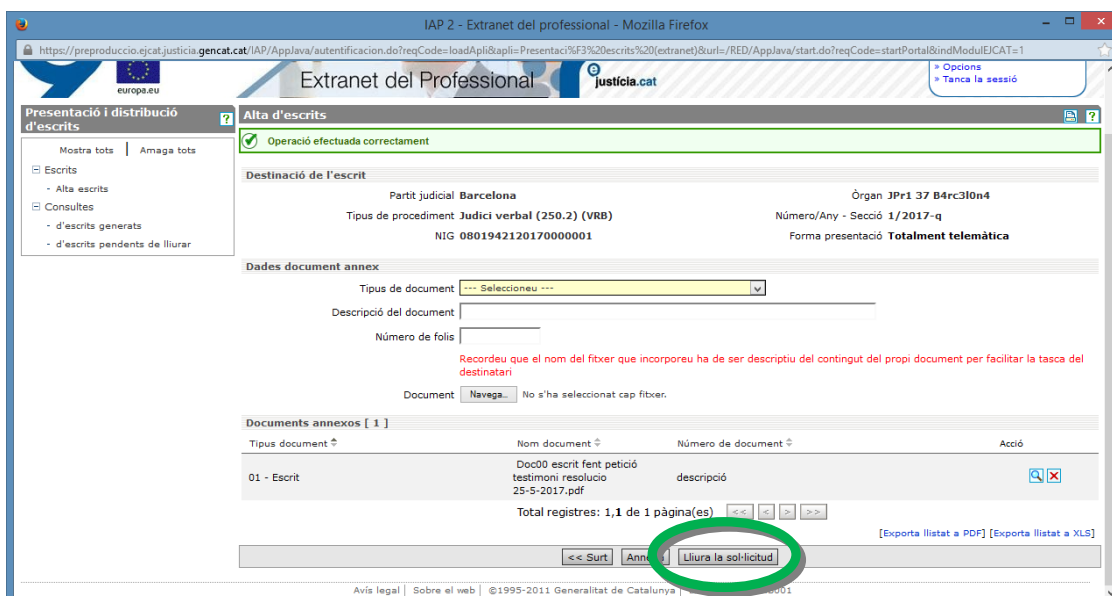 IAP 2 - Extranet del professional - Mozilla Firefox
https://preproduccio.ejcat.justicia.gencat.cat/IAP/AppJava/autentificacion.do?reqCode=loadApli&apli=Presentaci%F3%20escrits%20(extranet)&url=/RED/AppJava/start.do?reqCode=startPortal&indModulEJCAT=1
europa.eu
Extranet del Professional
e justícia.cat
» Opcions
» Tanca la sessió
Presentació i distribució d'escrits ?
Mostra tots | Amaga tots
Escrits
- Alta escrits
Consultes
- d'escrits generats
- d'escrits pendents de lliurar
Alta d'escrits ?
Operació efectuada correctament
Destinació de l'escrit
Partit judicial Barcelona Òrgan JPr1 37 B4rc3l0n4
Tipus de procediment Judici verbal (250.2) (VRB) Número/Any - Secció 1/2017-q
NIG 0801942120170000001 Forma presentació Totalment telemàtica
Dades document annex
Tipus de document --- Seleccioneu ---
Descripció del document
Número de folis
Recordeu que el nom del fitxer que incorporeu ha de ser descriptiu del contingut del propi document per facilitar la tasca del
destinatari
Document Navega... No s'ha seleccionat cap fitxer.
Documents annexos [ 1 ]
Tipus document Nom document Número de document Acció
01 - Escrit Doc00 escrit fent petició testimoni resolucio 25-5-2017.pdf descripció
Total registres: 1,1 de 1 pàgina(es) << < > >>
[Exporta llistat a PDF] [Exporta llistat a XLS]
<< Surt Lliura la sol·licitud
Avís legal | Sobre el web | ©1995-2011 Generalitat de Catalunya |